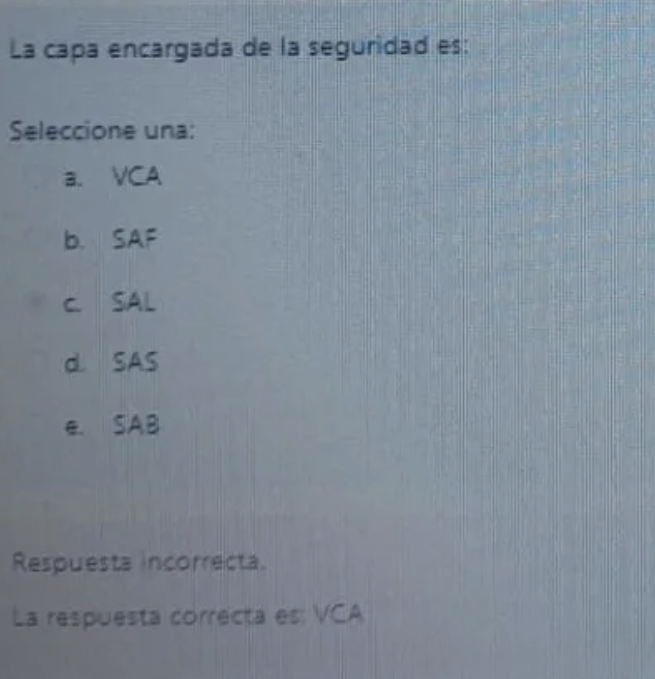 La capa encargada de la seguridad es:
Seleccione una:
a. VCA
b. SAF
c. SAL
d. SAS
e. SAB
Respuesta incorrecta.
La respuesta correcta es: VCA